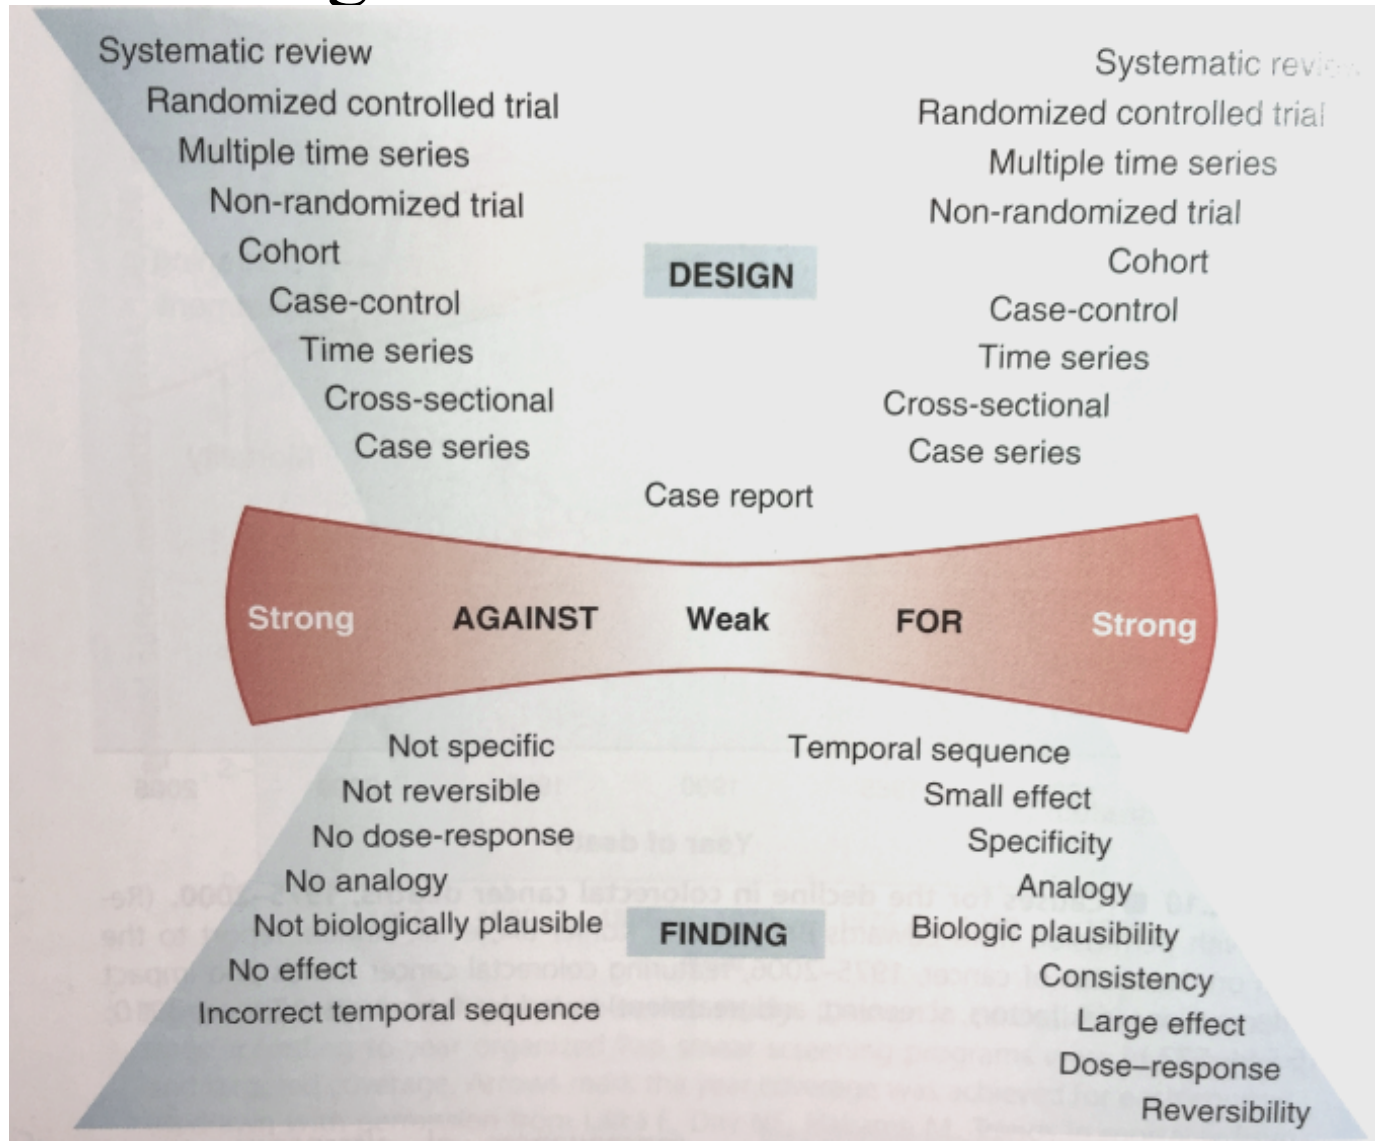 Systematic review
Randomized controlled trial
Multiple time series
Non-randomized trial
Cohort
Case-control
Time series
Cross-sectional
Case series
DESIGN
Systematic review
Randomized controlled trial
Multiple time series
Non-randomized trial
Cohort
Case-control
Time series
Cross-sectional
Case series
Case report
Strong AGAINST Weak FOR Strong
Not specific
Not reversible
No dose-response
No analogy
Not biologically plausible
No effect
Incorrect temporal sequence
FINDING
Temporal sequence
Small effect
Specificity
Analogy
Biologic plausibility
Consistency
Large effect
Dose–response
Reversibility